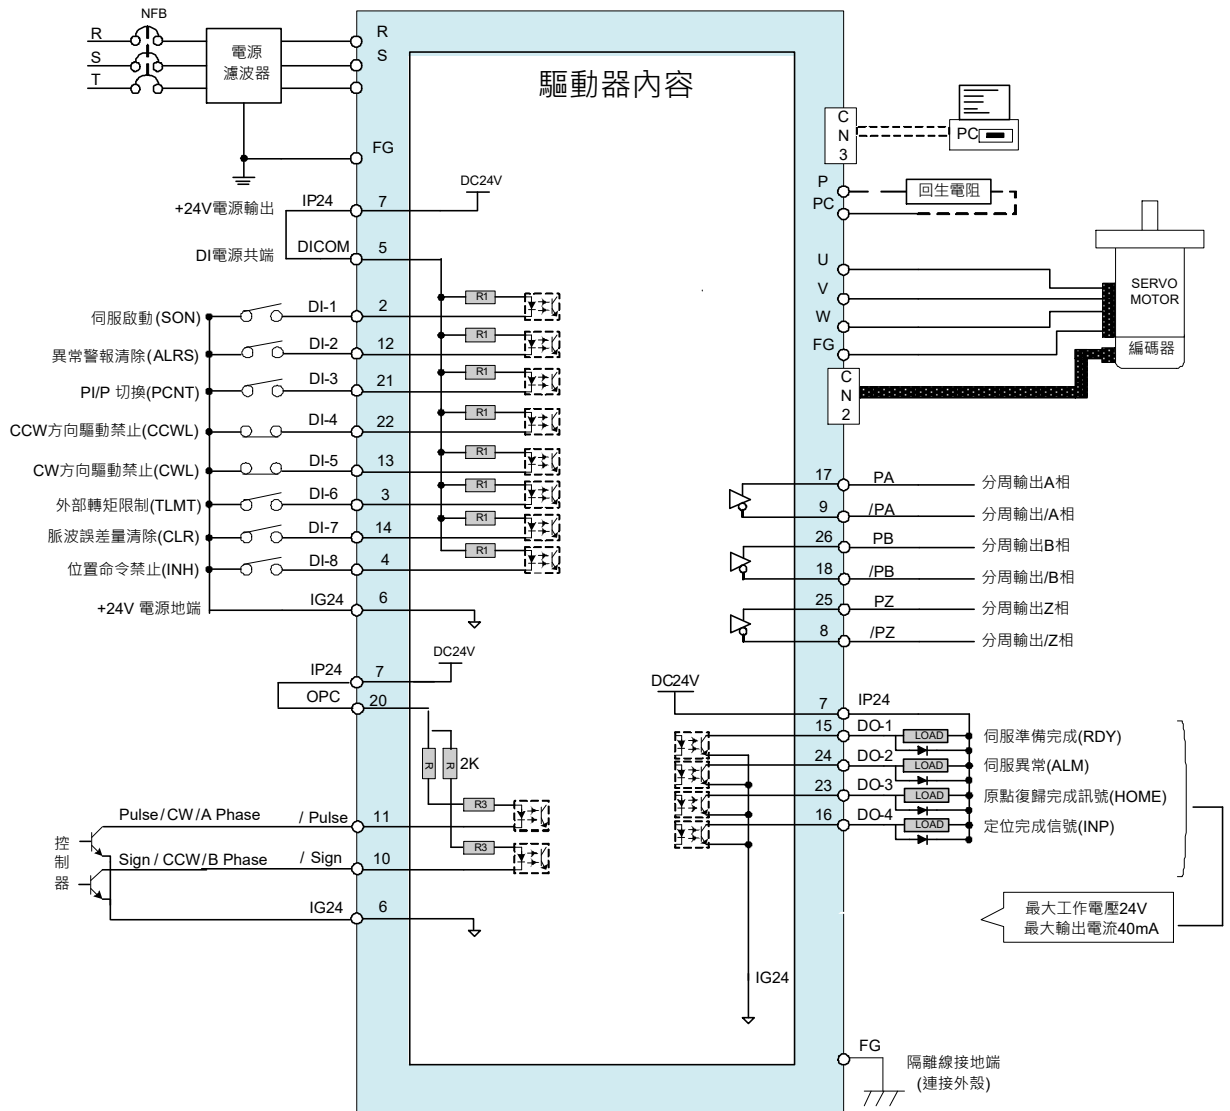 NFB
R
S
T
電源
濾波器
R
S
FG
驅動器內容
C
N
3
PC
P
PC
回生電阻
+24V電源輸出
IP24
7
DC24V
DI電源共端
DICOM
5
伺服啟動(SON)
DI-1
2
R1
異常警報清除(ALRS)
DI-2
12
R1
PI/P 切換(PCNT)
DI-3
21
R1
CCW方向驅動禁止(CCWL)
DI-4
22
R1
CW方向驅動禁止(CWL)
DI-5
13
R1
外部轉矩限制(TLMT)
DI-6
3
R1
脈波誤差量清除(CLR)
DI-7
14
R1
位置命令禁止(INH)
DI-8
4
R1
+24V 電源地端
IG24
6
U
V
W
FG
SERVO
MOTOR
編碼器
C
N
2
17
PA
分周輸出A相
9
/PA
分周輸出/A相
26
PB
分周輸出B相
18
/PB
分周輸出/B相
25
PZ
分周輸出Z相
8
/PZ
分周輸出/Z相
IP24
7
DC24V
OPC
20
R
R
2K
R3
R3
控
制
器
Pulse/CW/A Phase
/ Pulse
11
Sign / CCW/B Phase
/ Sign
10
IG24
6
DC24V
7
IP24
15
DO-1
LOAD
伺服準備完成(RDY)
24
DO-2
LOAD
伺服異常(ALM)
23
DO-3
LOAD
原點復歸完成訊號(HOME)
16
DO-4
LOAD
定位完成信號(INP)
最大工作電壓24V
最大輸出電流40mA
IG24
FG
隔離線接地端
(連接外殼)